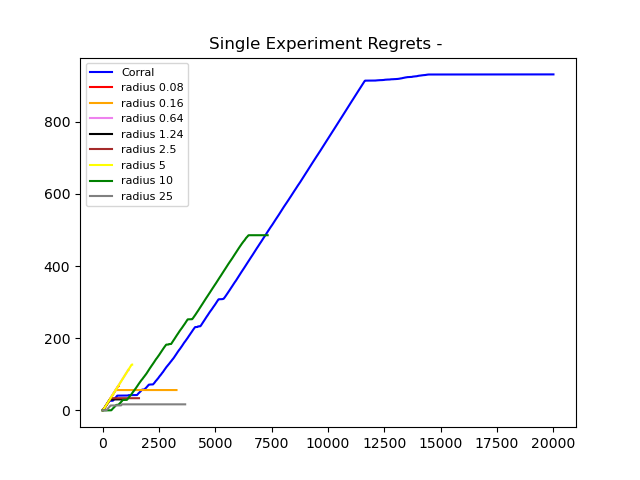 Single Experiment Regrets -
Corral
radius 0.08
radius 0.16
radius 0.64
radius 1.24
radius 2.5
radius 5
radius 10
radius 25
800
600
400
200
0
0 2500 5000 7500 10000 12500 15000 17500 20000